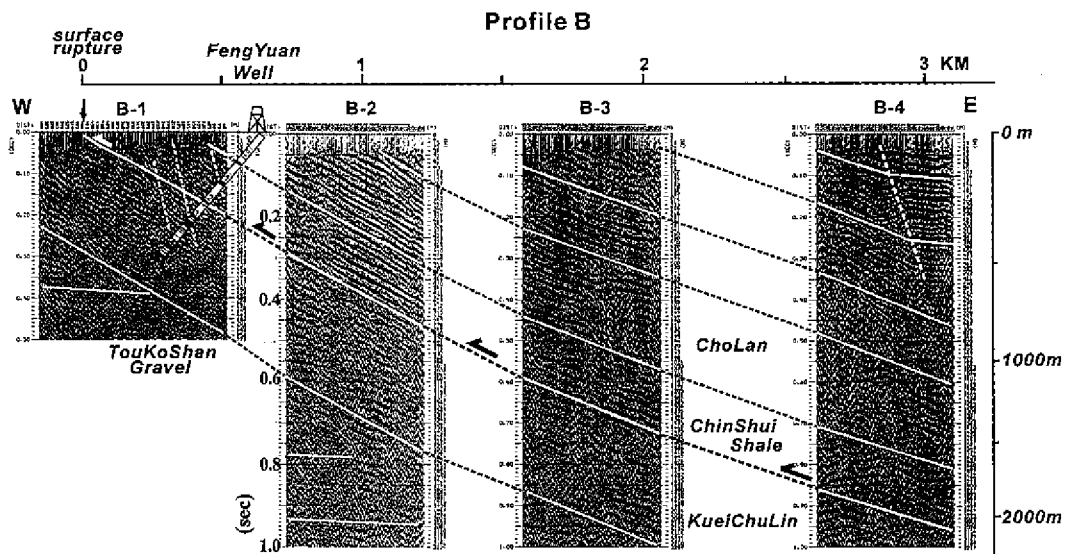 Profile B
surface
rupture
FengYuan
Well
0
1
2
3
KM
W
B-1
B-2
B-3
B-4
E
0 m
0.2
0.4
TouKoShan
Gravel
0.6
ChoLan
1000m
ChinShui
Shale
0.8
(sec)
KueiChuLin
2000m
1.0